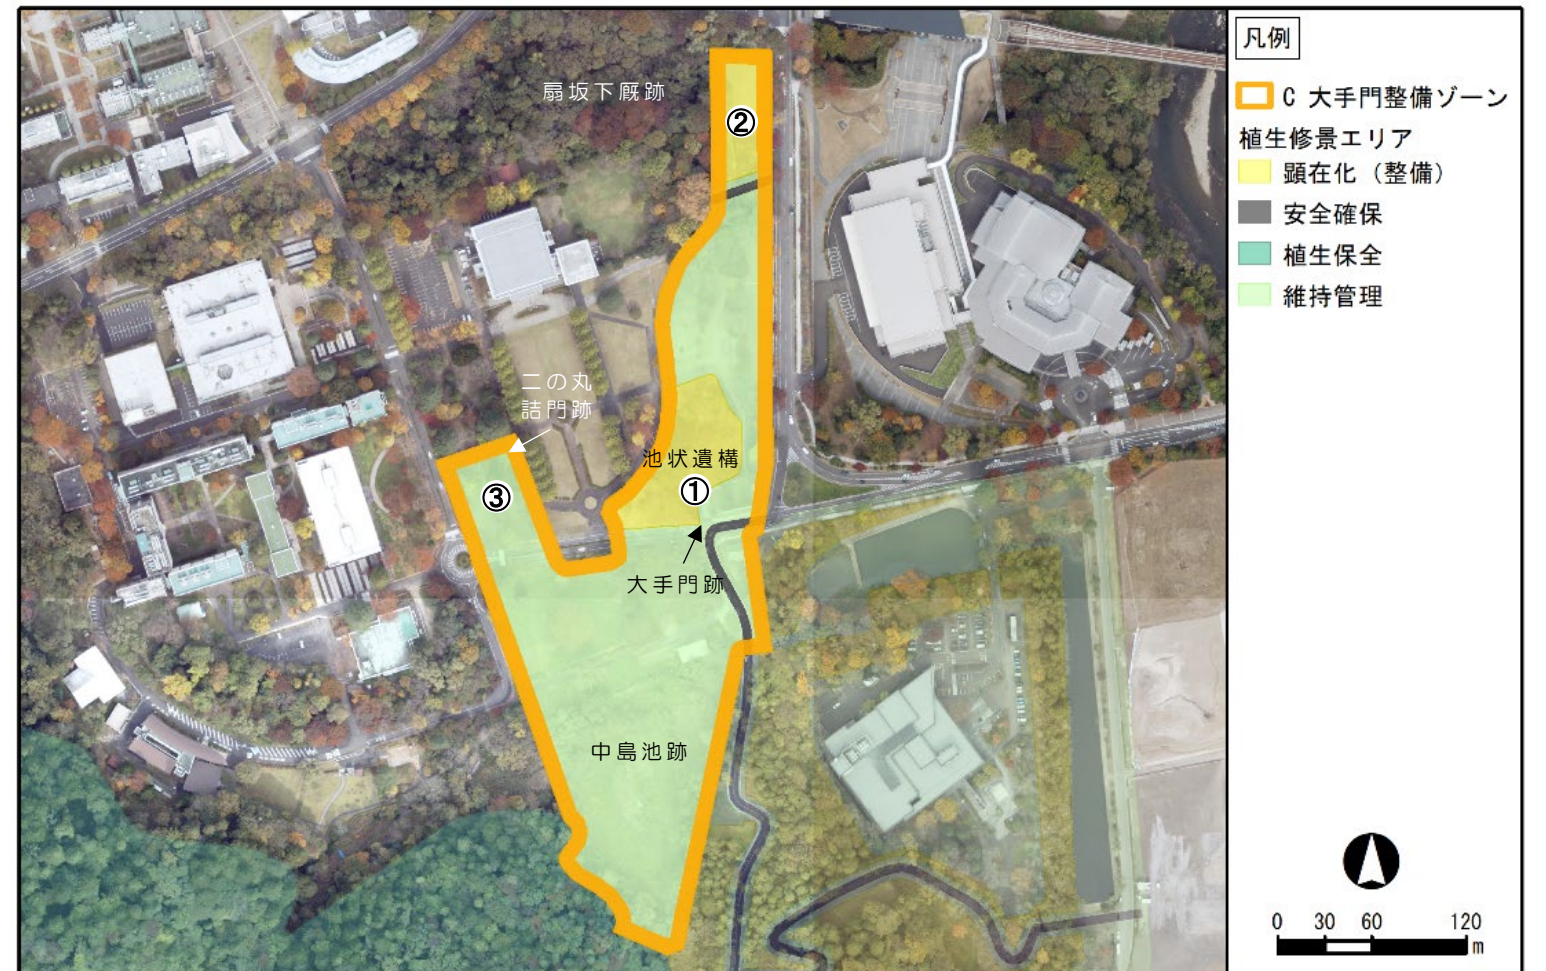 凡例
C 大手門整備ゾーン
植生修景エリア
顕在化（整備）
安全確保
植生保全
維持管理
扇坂下厩跡
②
二の丸
詰門跡
池状遺構
①
③
大手門跡
中島池跡
0 30 60 120
m